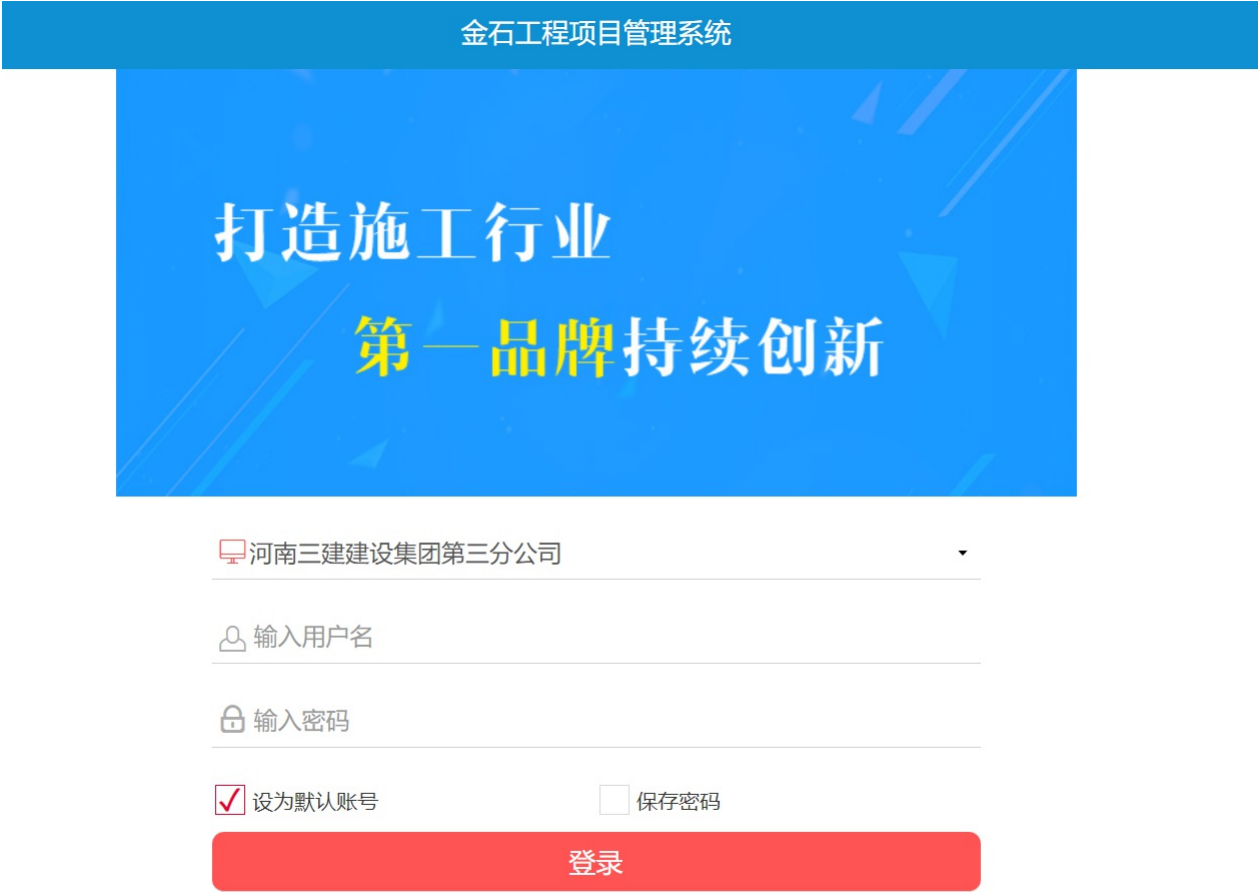 金石工程项目管理系统
打造施工行业
第一品牌持续创新
河南三建建设集团第三分公司
输入用户名
输入密码
设为默认账号 保存密码
登录